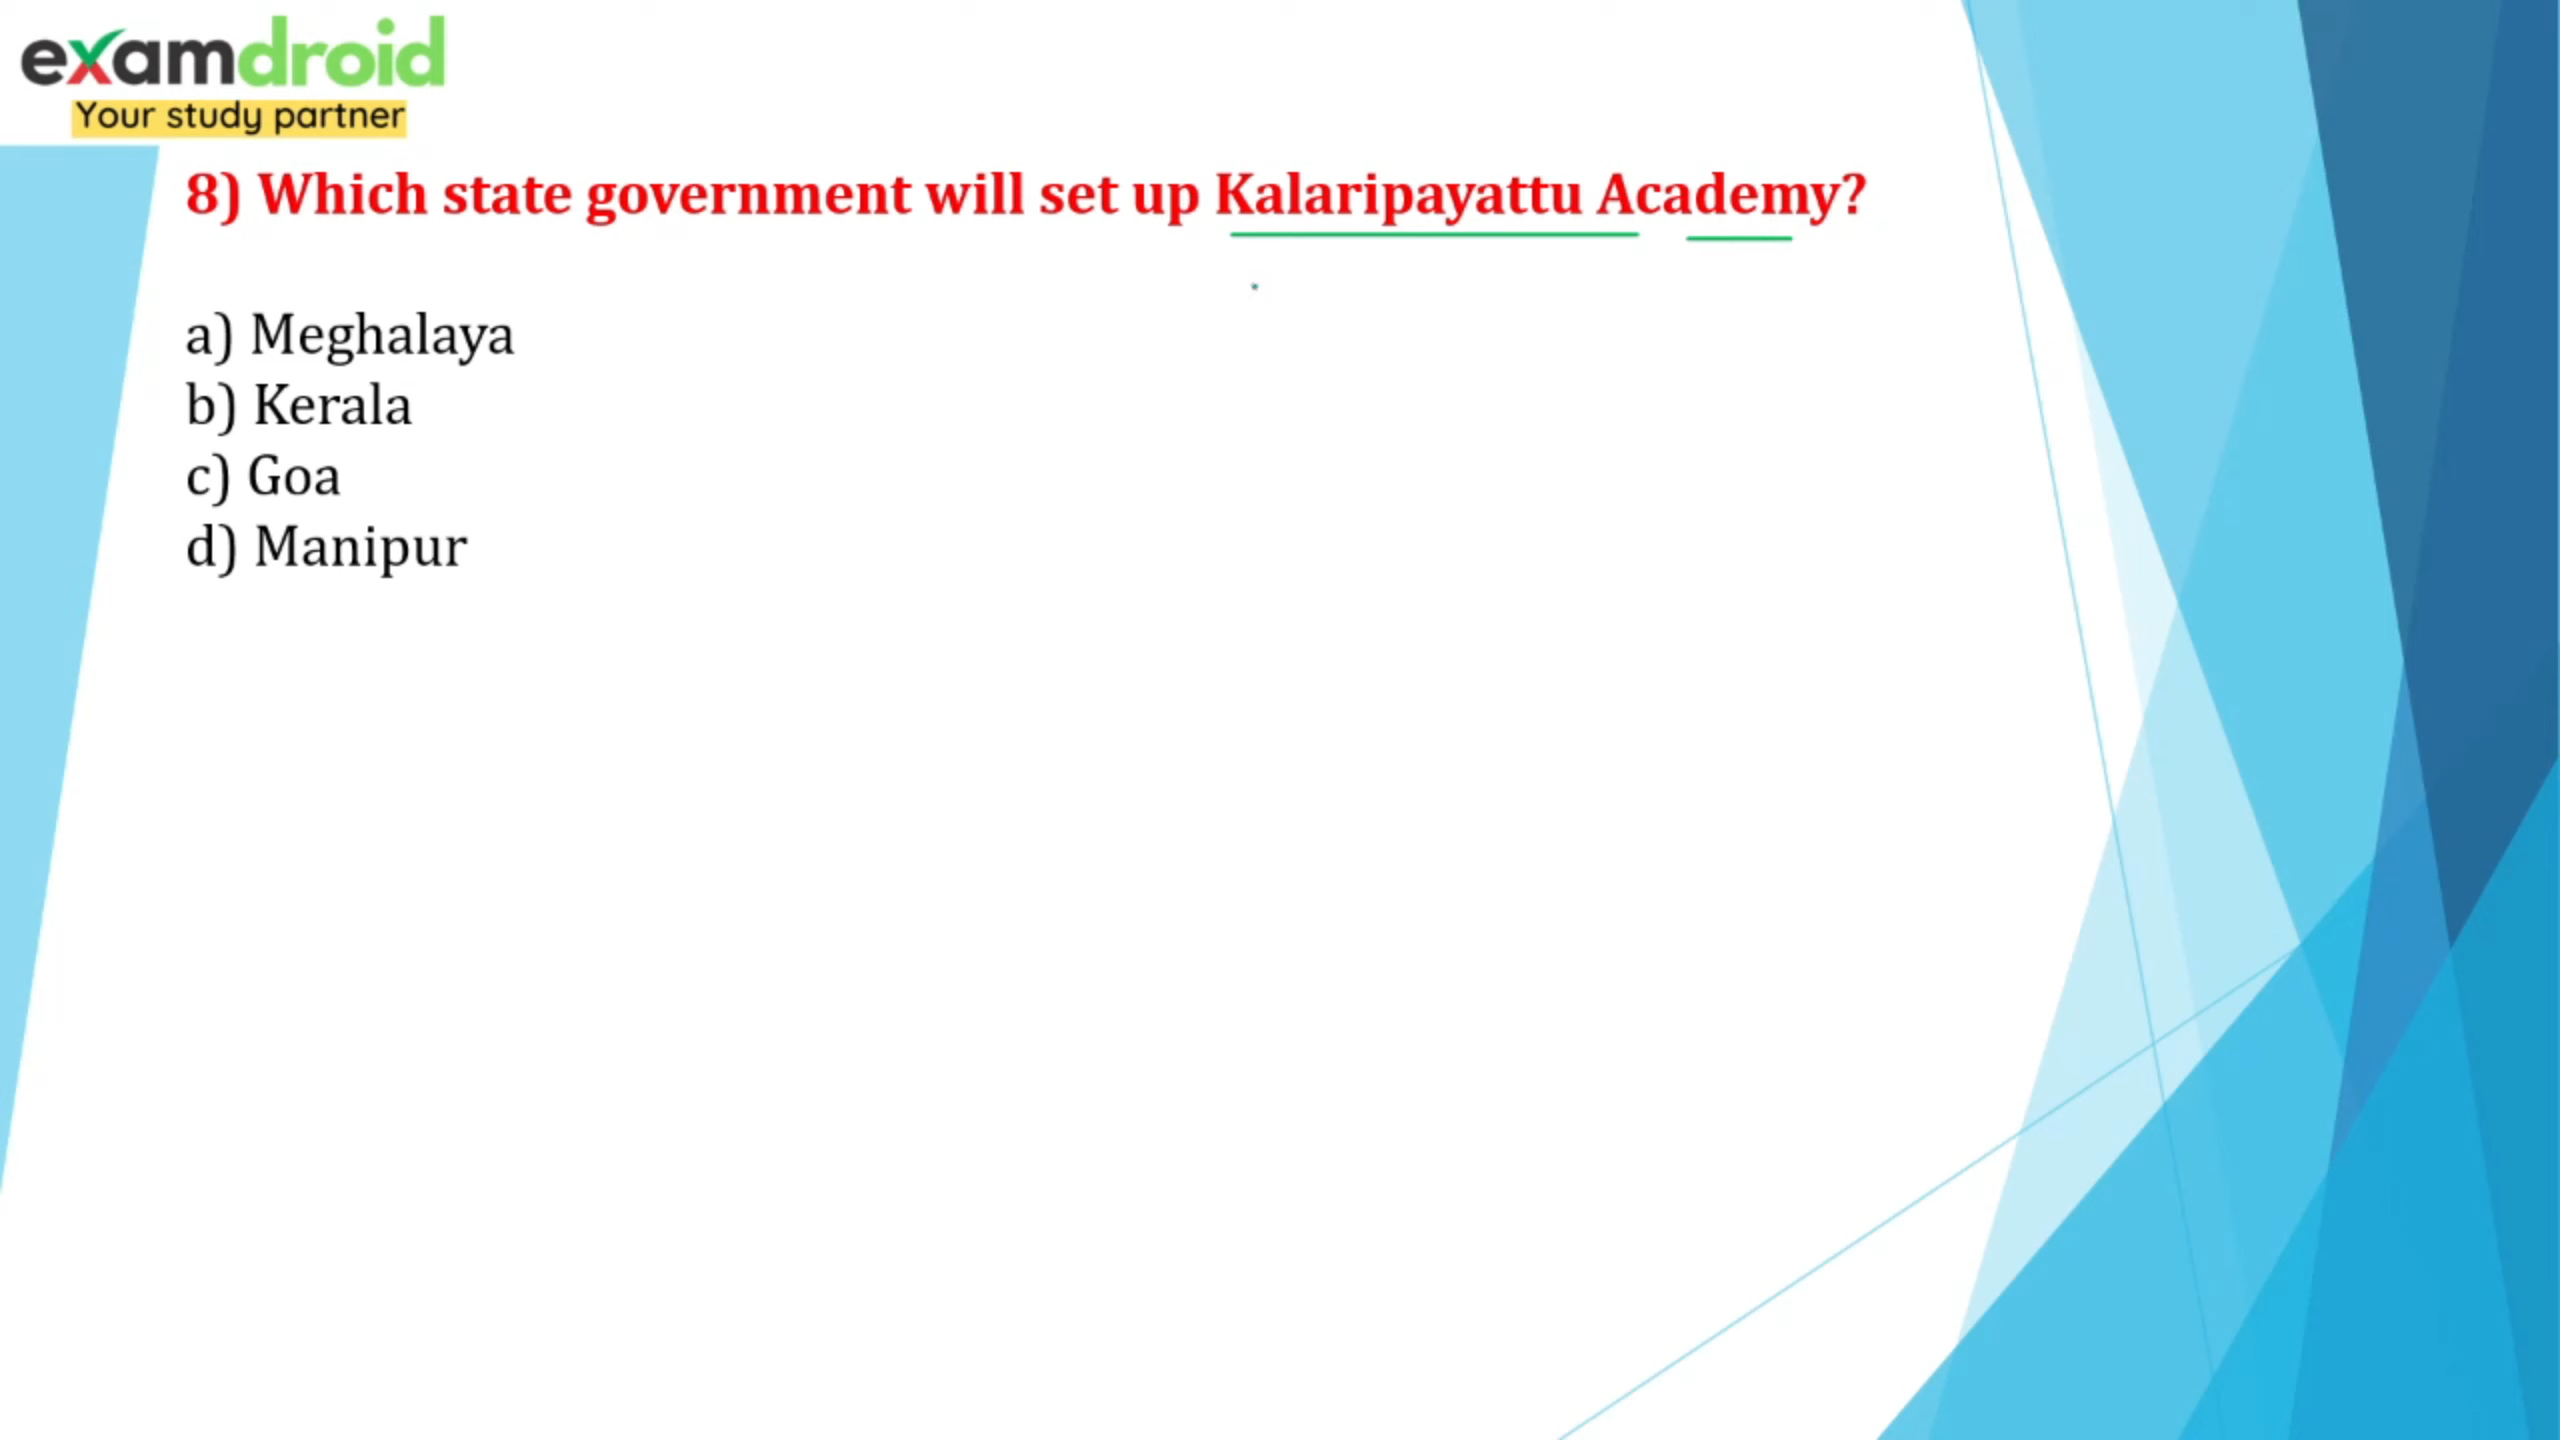 examdroid
Your study partner
8) Which state government will set up Kalaripayattu Academy?
a) Meghalaya
b) Kerala
c) Goa
d) Manipur